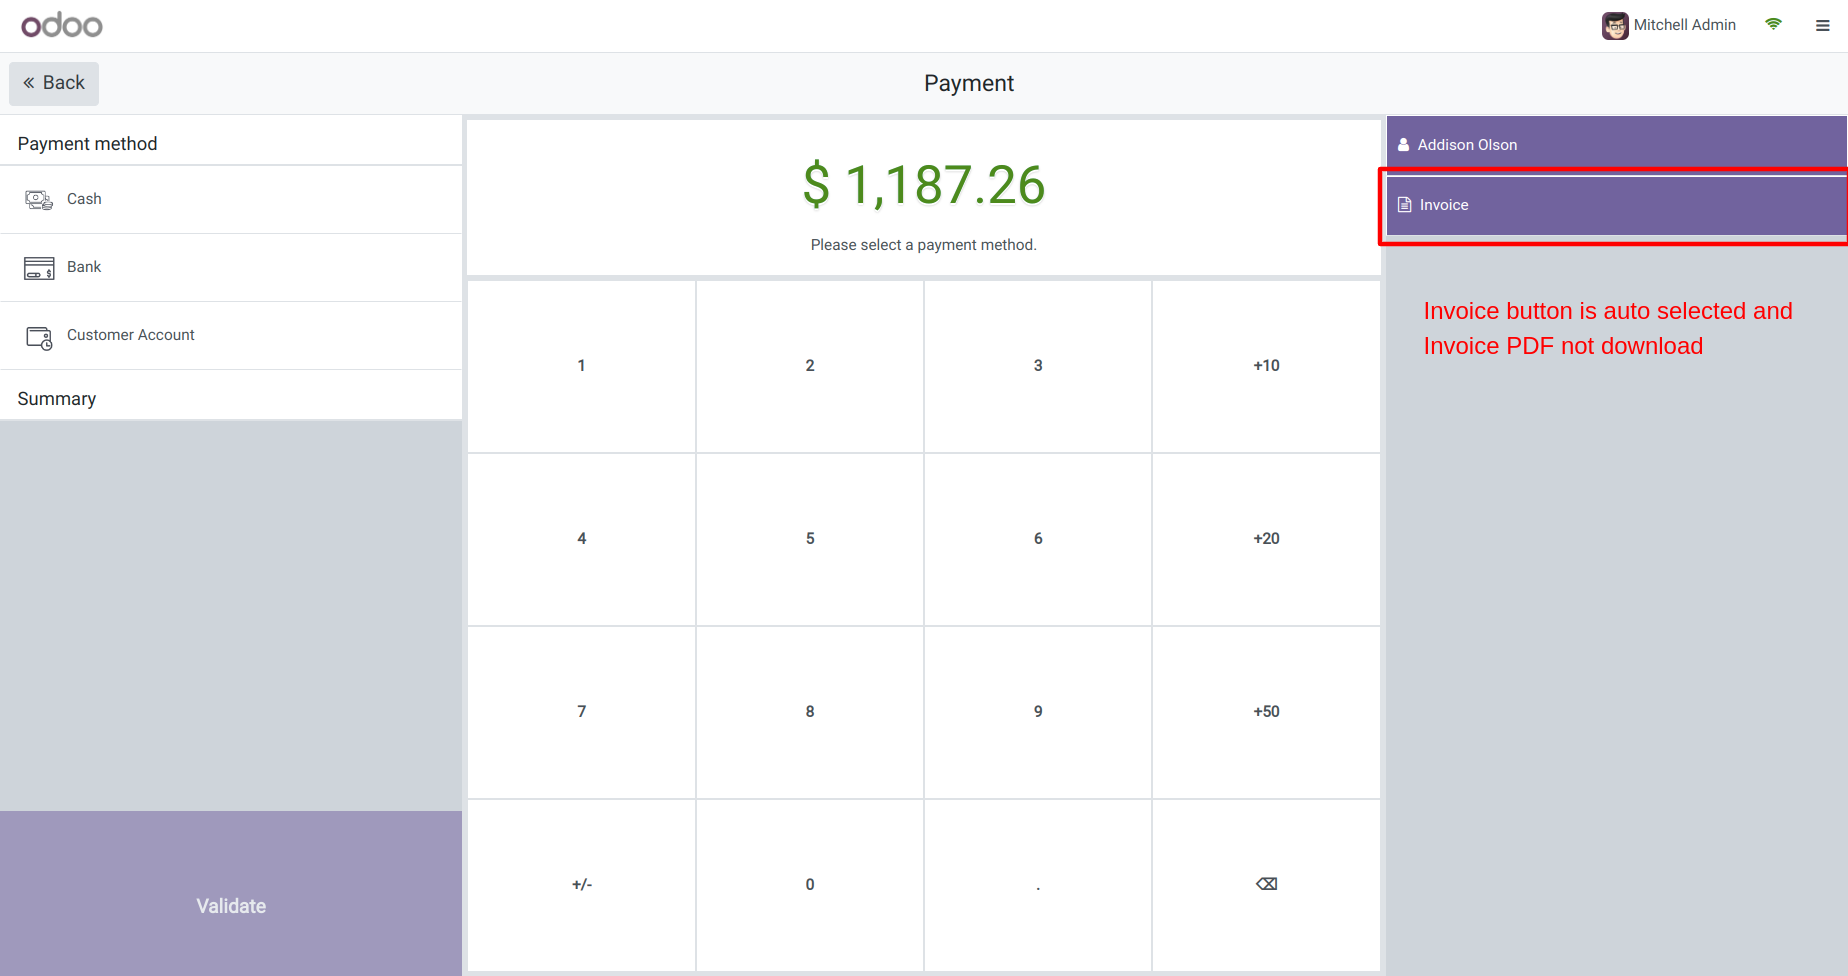 odoo
Mitchell Admin
Back
Payment
Payment method
Cash
Bank
Customer Account
Summary
Validate
$ 1,187.26
Please select a payment method.
1 2 3 +10
4 5 6 +20
7 8 9 +50
+/- 0 . ⌫
Addison Olson
Invoice
Invoice button is auto selected and
Invoice PDF not download